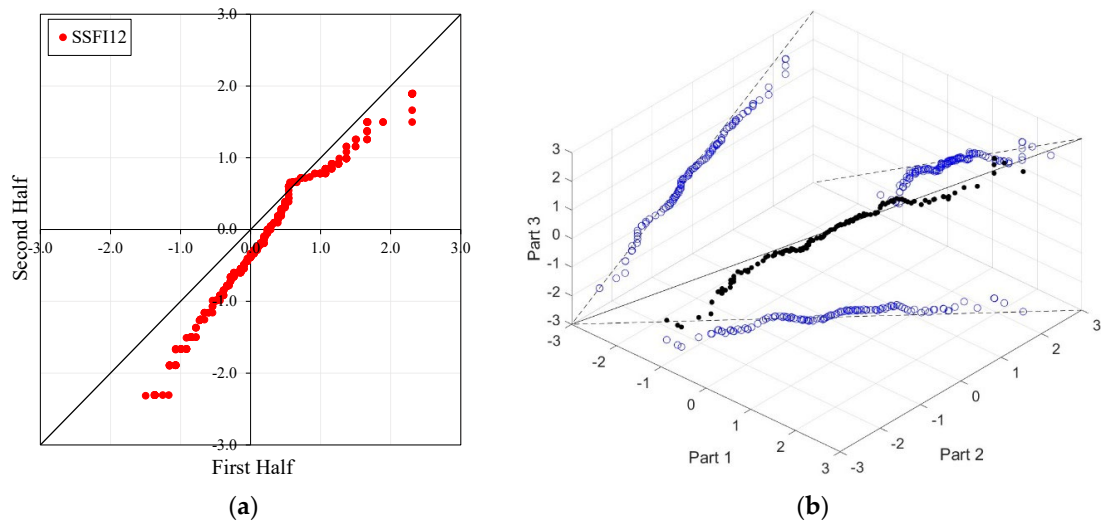 SSFI12
3.0
2.0
1.0
0.0
-3.0 -2.0 -1.0 0.0 1.0 2.0 3.0
-1.0
-2.0
-3.0
Second Half
First Half
(a)
3
2
1
0
-1
-2
-3
Part 3
-3 -2 -1 0 1 2 3
Part 1
-3 -2 -1 0 1 2 3
Part 2
(b)